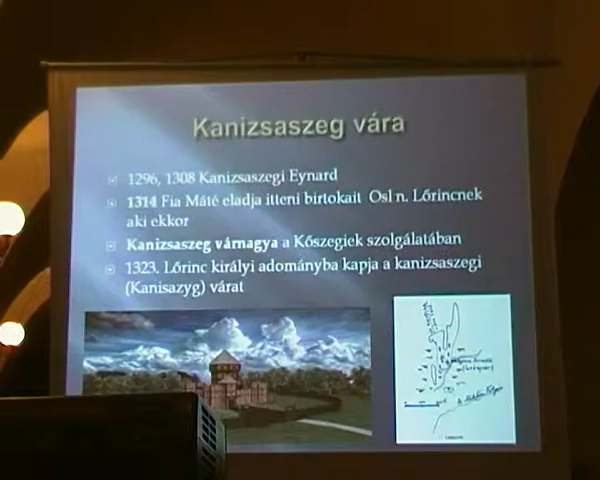 Kanizsaszeg vára
1296, 1308 Kanizsaszegi Eynard
1314 Fia Máté eladja itteni birtokait Osl n. Lőrincnek
aki ekkor
Kanizsaszeg várnagya a Kőszegiek szolgálatában
1323. Lőrinc királyi adományba kapja a kanizsaszegi
(Kanisazyg) várat